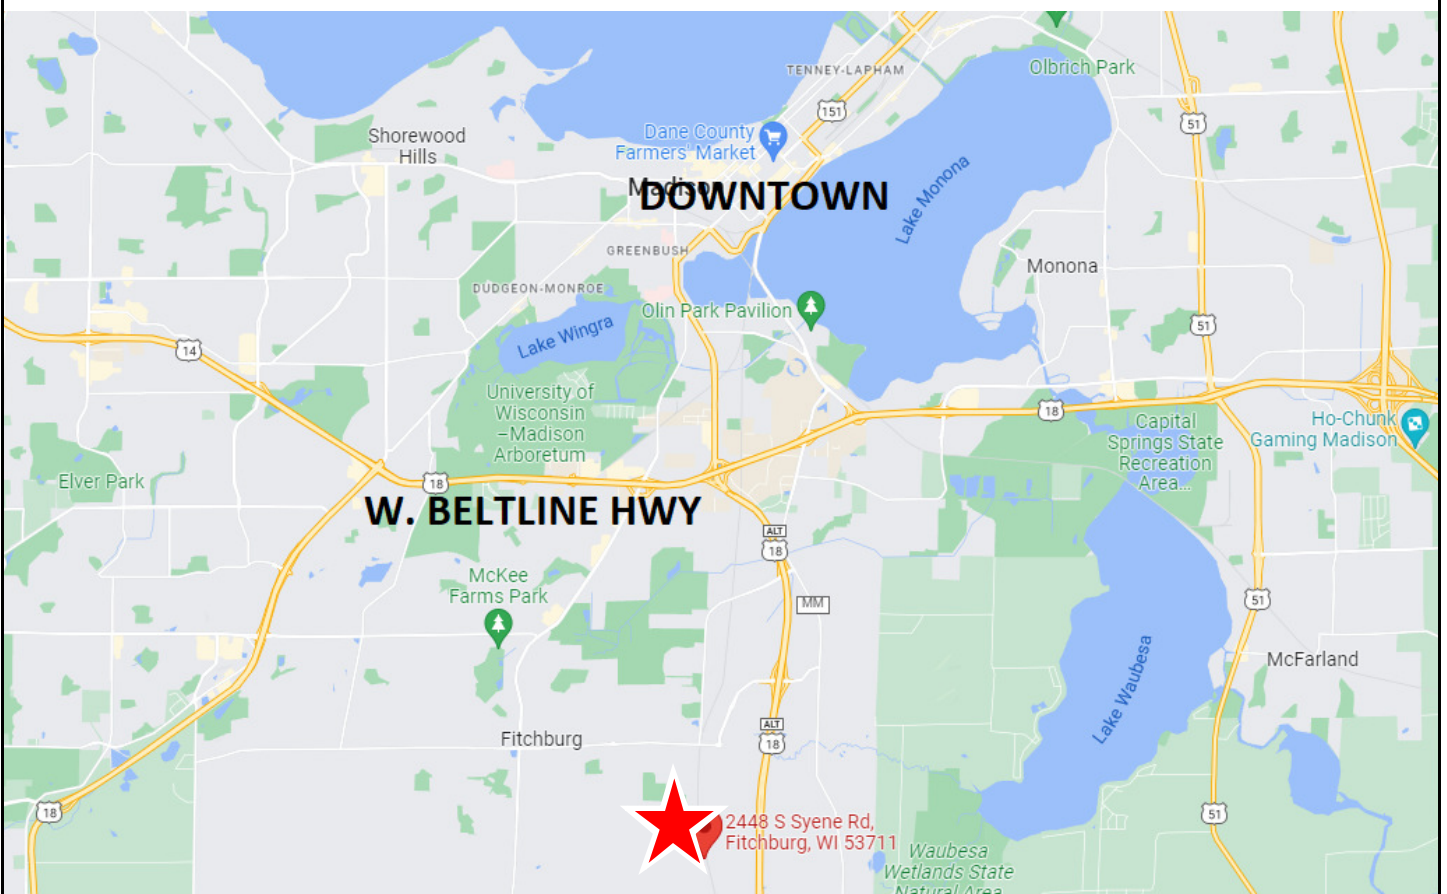 Olbrich Park
TENNEY-LAPHAM
151
51
Shorewood
Hills
Dane County
Farmers' Market
Madison
DOWNTOWN
Lake Monona
GREENBUSH
Monona
DUDGEON-MONROE
Olin Park Pavilion
Lake Wingra
51
14
University of
Wisconsin
–Madison
Arboretum
18
Capital
Springs State
Recreation
Area...
Ho-Chunk
Gaming Madison
Elver Park
18
W. BELTLINE HWY
ALT
18
McKee
Farms Park
MM
51
Lake Waubesa
McFarland
Fitchburg
ALT
18
18
51
2448 S Syene Rd,
Fitchburg, WI 53711
Waubesa
Wetlands State
Natural Area